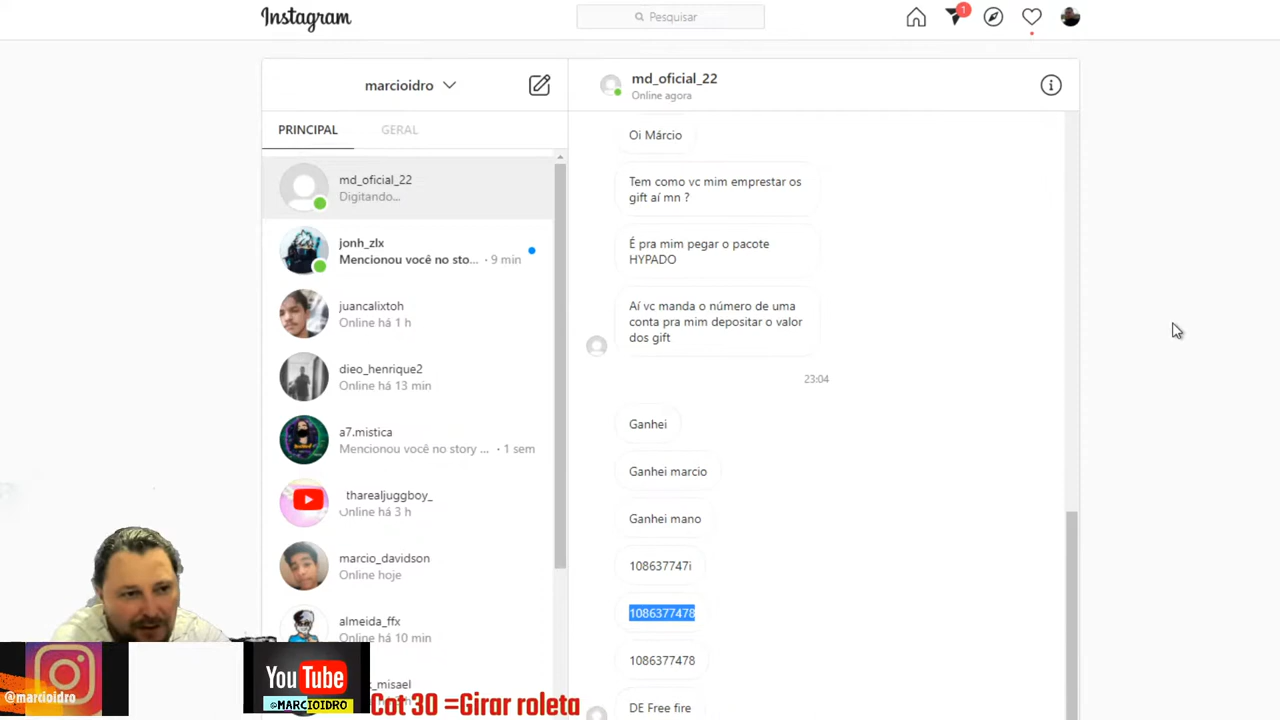 Instagram
Pesquisar
1
marcioidro
md_oficial_22
Online agora
PRINCIPAL
GERAL
md_oficial_22
Digitando...
jonh_zlx
Mencionou você no sto... · 9 min
juancalixtoh
Online há 1 h
dieo_henrique2
Online há 13 min
a7.mistica
Mencionou você no story ... · 1 sem
tharealjuggboy_
Online há 3 h
marcio_davidson
Online hoje
almeida_ffx
Online há 10 min
_misael
Oi Márcio
Tem como vc mim emprestar os
gift aí mn ?
É pra mim pegar o pacote
HYPADO
Aí vc manda o número de uma
conta pra mim depositar o valor
dos gift
23:04
Ganhei
Ganhei marcio
Ganhei mano
108637747i
1086377478
1086377478
DE Free fire
@marcioidro
YouTube
@MARCIOIDRO
Cot 30 =Girar roleta